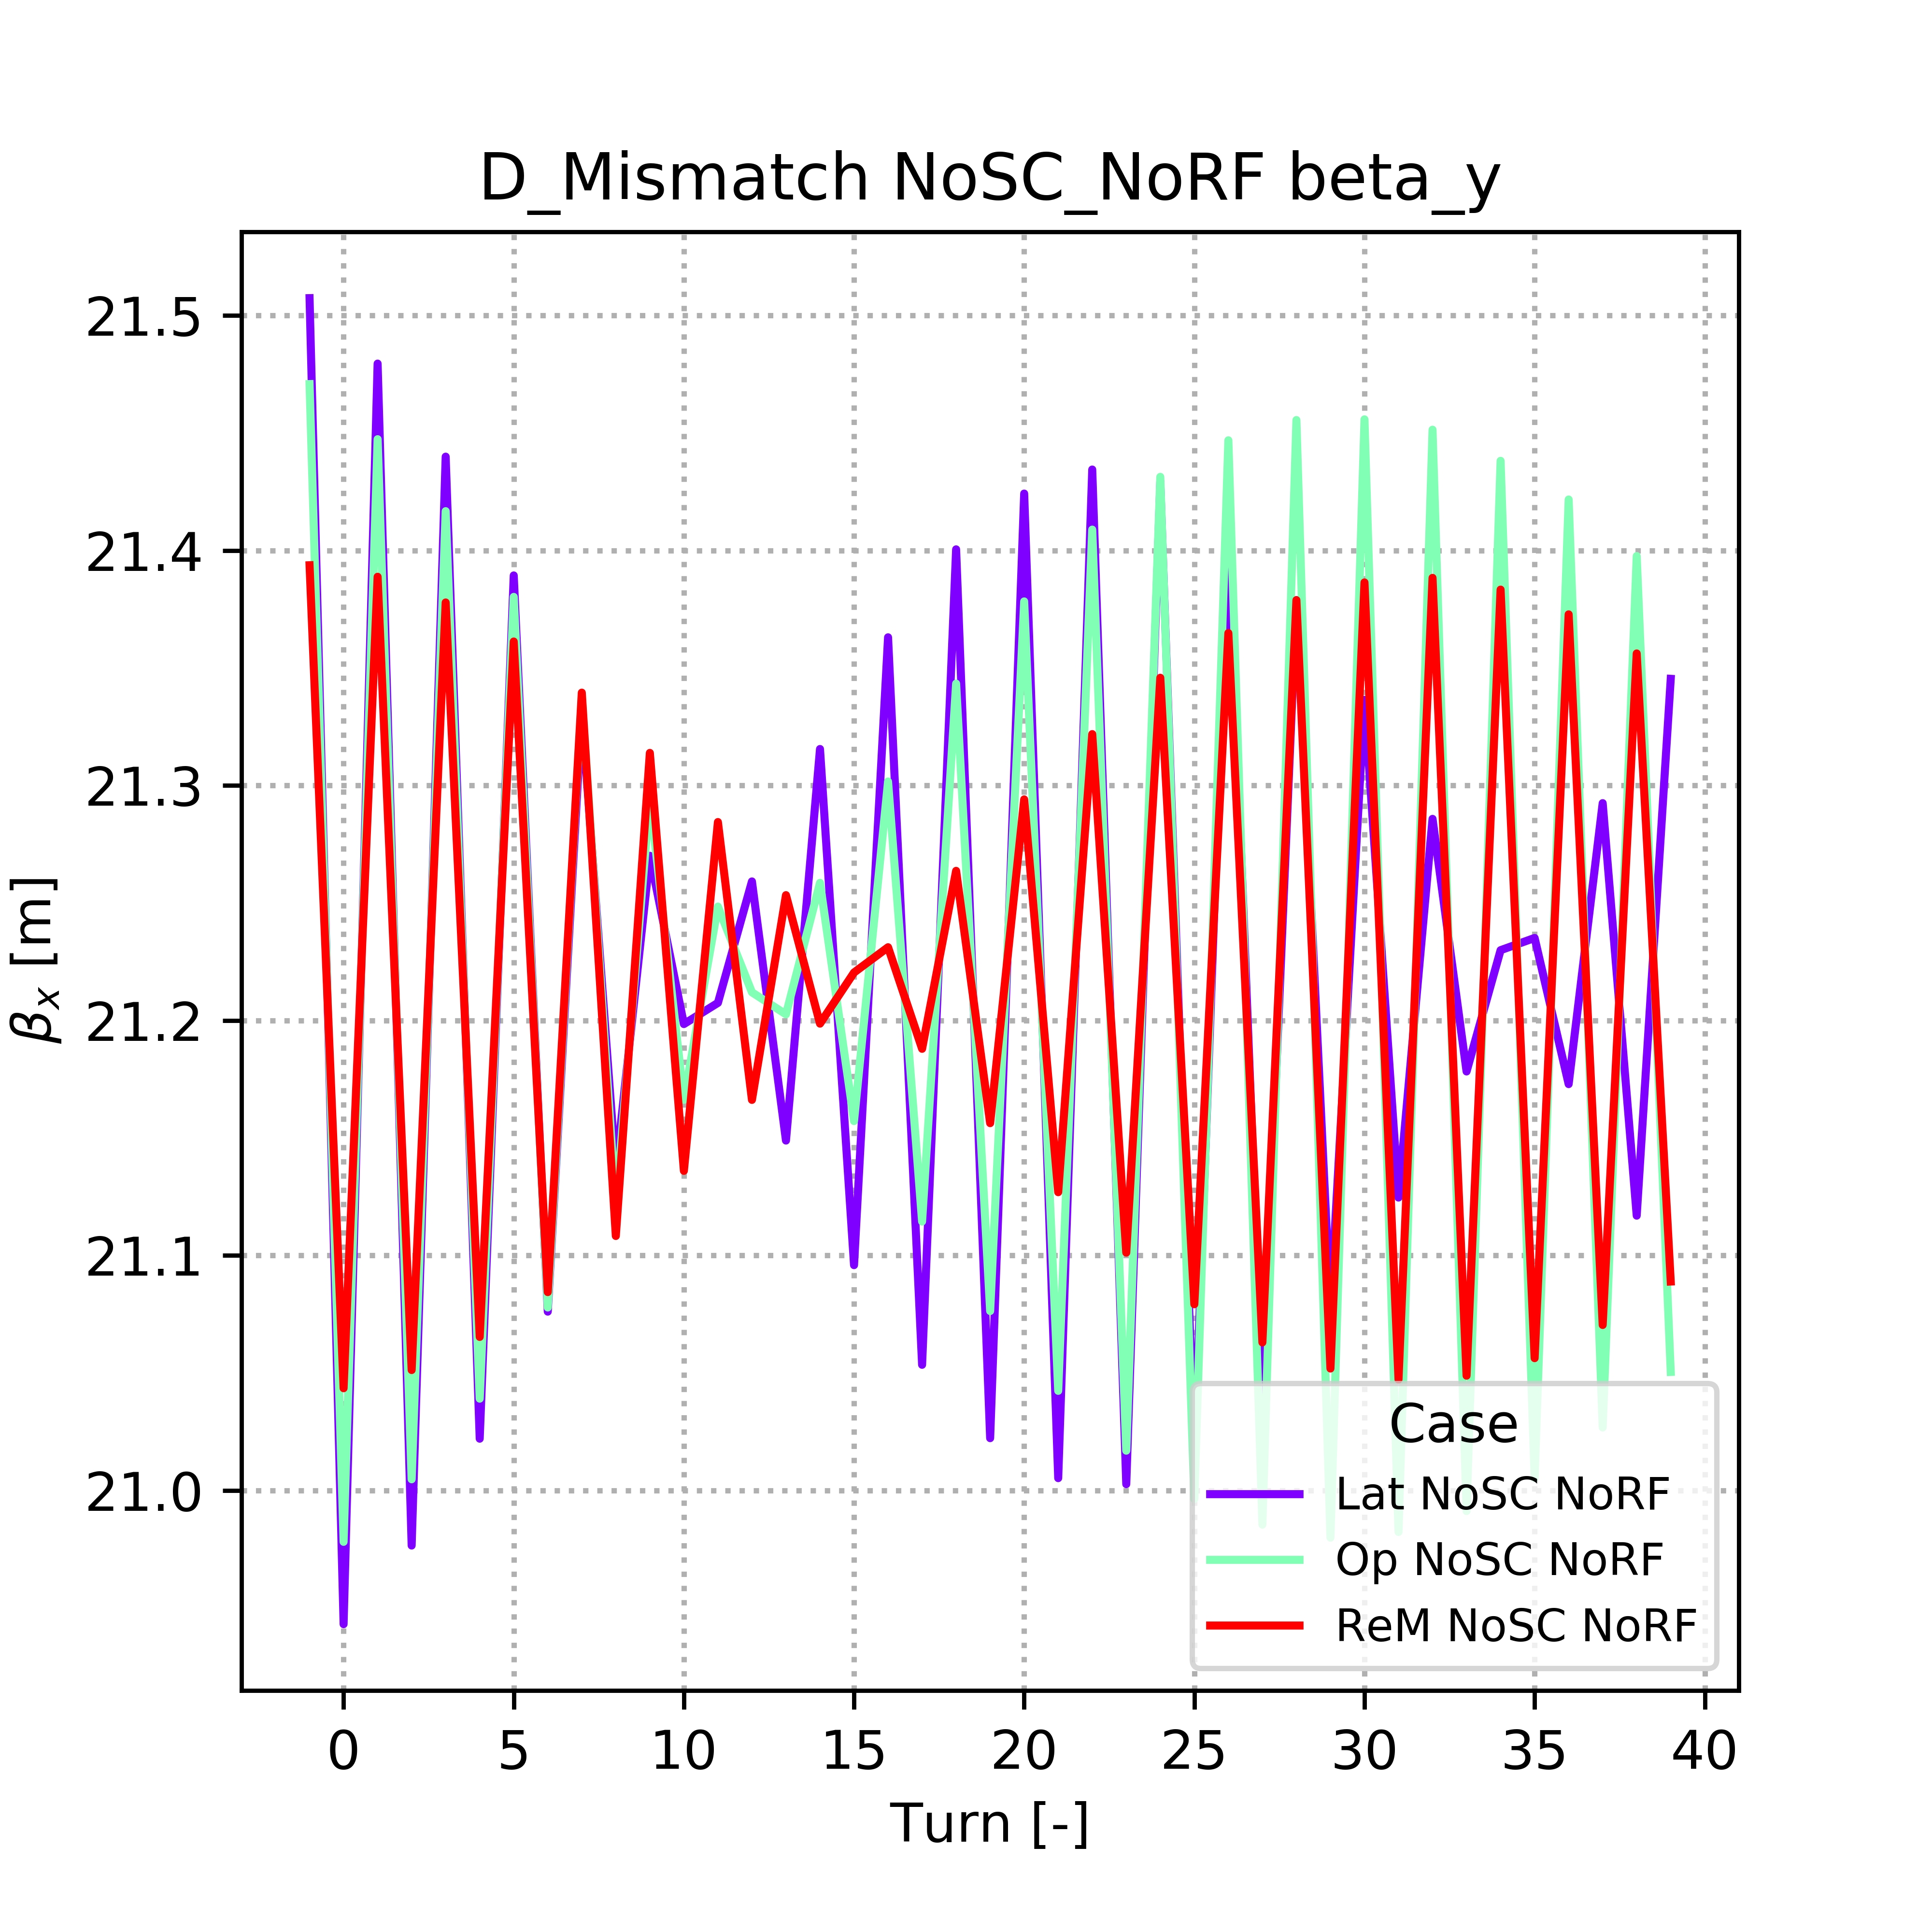 D_Mismatch NoSC_NoRF beta_y
21.5
21.4
21.3
21.2
21.1
21.0
βx [m]
0 5 10 15 20 25 30 35 40
Turn [-]
Case
Lat NoSC NoRF
Op NoSC NoRF
ReM NoSC NoRF